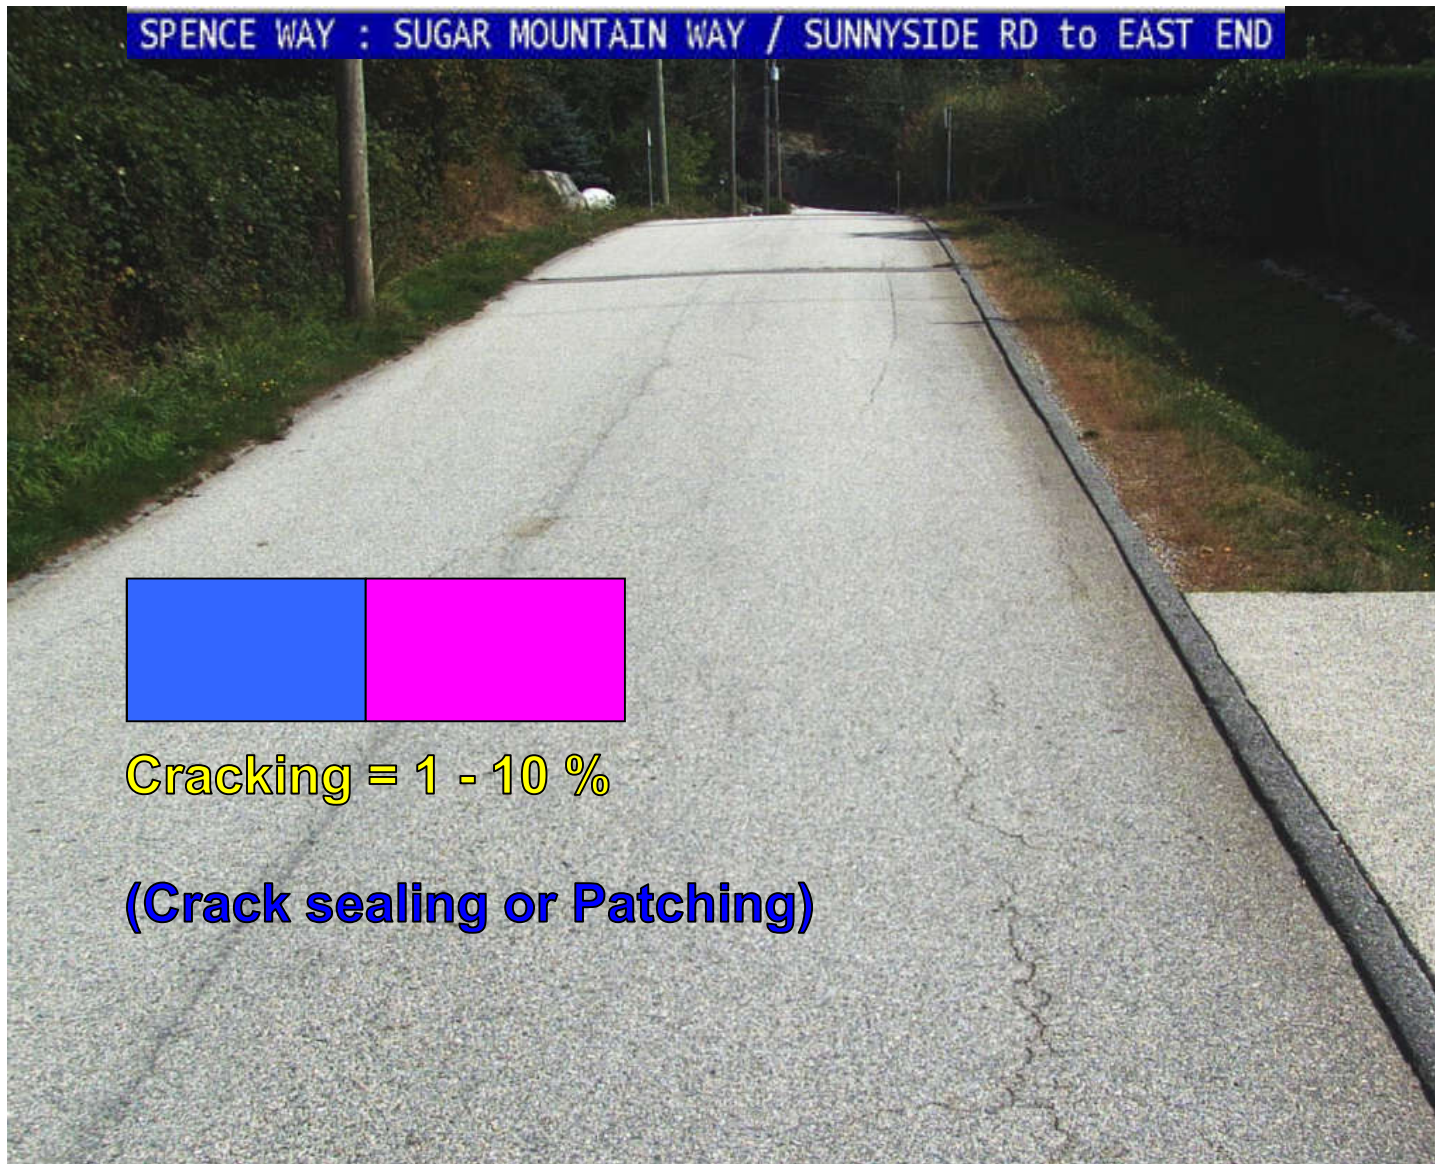 SPENCE WAY : SUGAR MOUNTAIN WAY / SUNNYSIDE RD to EAST END
Cracking = 1 - 10 %
(Crack sealing or Patching)